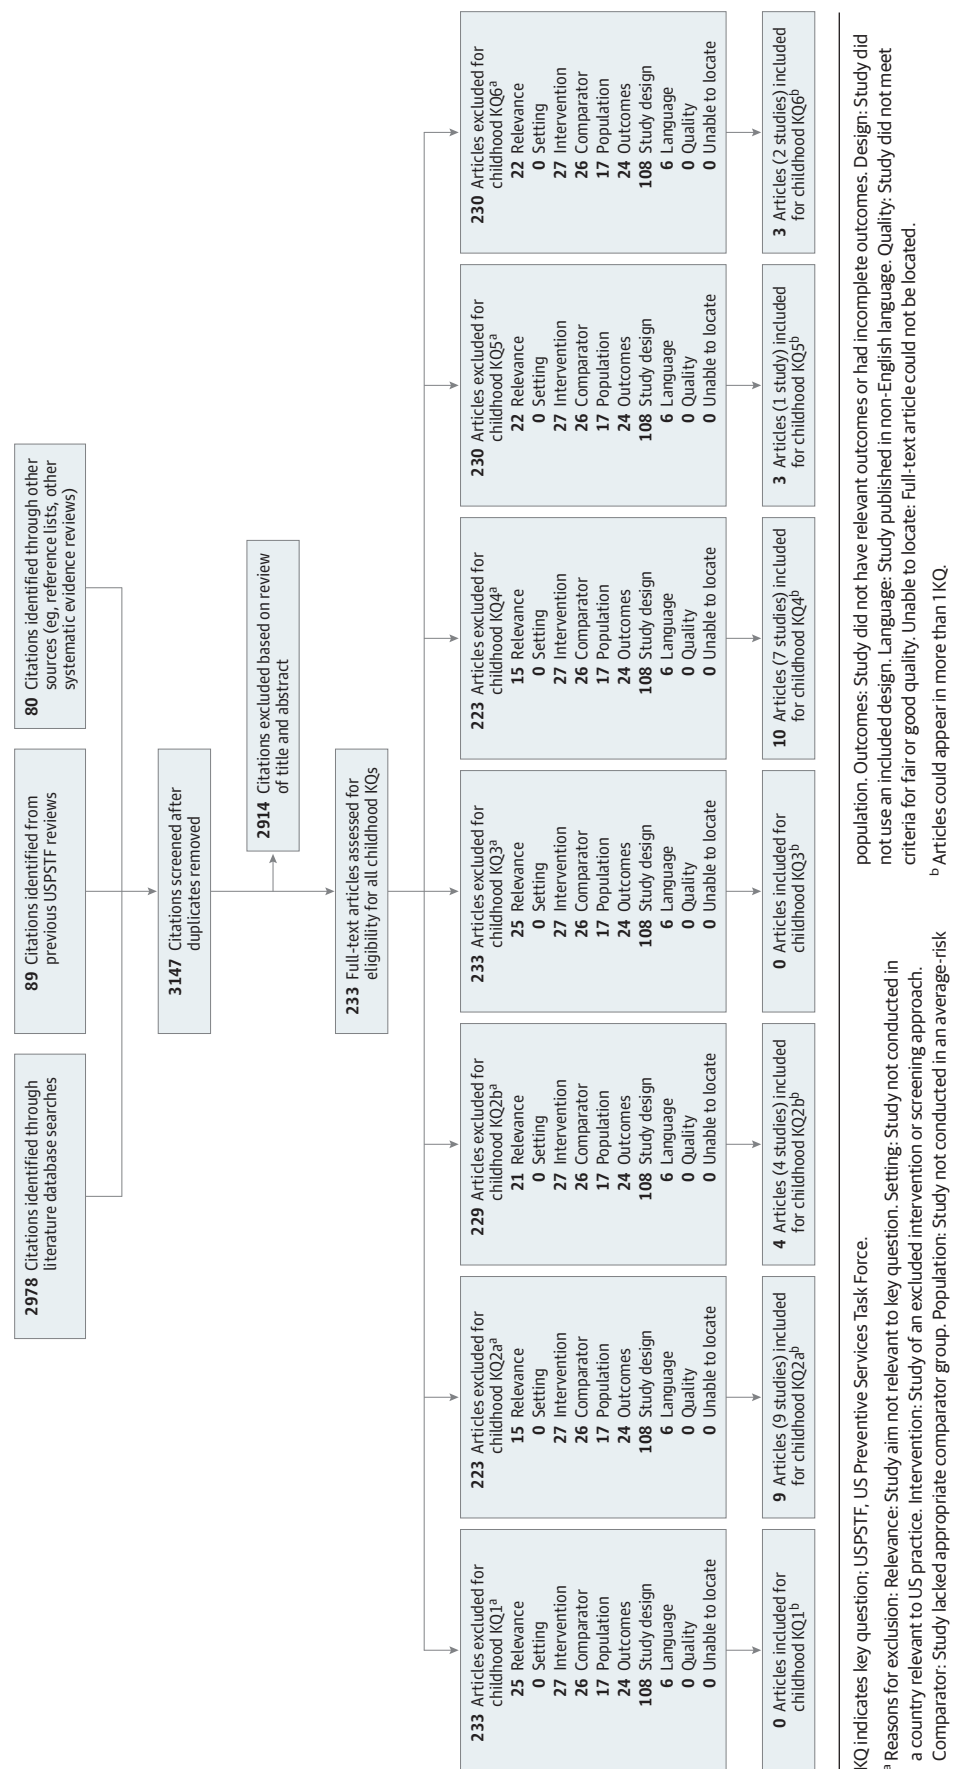 2978 Citations identified through
literature database searches
89 Citations identified from
previous USPSTF reviews
80 Citations identified through other
sources (eg, reference lists, other
systematic evidence reviews)
3147 Citations screened after
duplicates removed
2914 Citations excluded based on review
of title and abstract
233 Full-text articles assessed for
eligibility for all childhood KQs
233 Articles excluded for
childhood KQ1a
25 Relevance
0 Setting
27 Intervention
26 Comparator
17 Population
24 Outcomes
108 Study design
6 Language
0 Quality
0 Unable to locate
223 Articles excluded for
childhood KQ2aa
15 Relevance
0 Setting
27 Intervention
26 Comparator
17 Population
24 Outcomes
108 Study design
6 Language
0 Quality
0 Unable to locate
229 Articles excluded for
childhood KQ2ba
21 Relevance
0 Setting
27 Intervention
26 Comparator
17 Population
24 Outcomes
108 Study design
6 Language
0 Quality
0 Unable to locate
233 Articles excluded for
childhood KQ3a
25 Relevance
0 Setting
27 Intervention
26 Comparator
17 Population
24 Outcomes
108 Study design
6 Language
0 Quality
0 Unable to locate
223 Articles excluded for
childhood KQ4a
15 Relevance
0 Setting
27 Intervention
26 Comparator
17 Population
24 Outcomes
108 Study design
6 Language
0 Quality
0 Unable to locate
230 Articles excluded for
childhood KQ5a
22 Relevance
0 Setting
27 Intervention
26 Comparator
17 Population
24 Outcomes
108 Study design
6 Language
0 Quality
0 Unable to locate
230 Articles excluded for
childhood KQ6a
22 Relevance
0 Setting
27 Intervention
26 Comparator
17 Population
24 Outcomes
108 Study design
6 Language
0 Quality
0 Unable to locate
0 Articles included for
childhood KQ1b
9 Articles (9 studies) included
for childhood KQ2ab
4 Articles (4 studies) included
for childhood KQ2bb
0 Articles included for
childhood KQ3b
10 Articles (7 studies) included
for childhood KQ4b
3 Articles (1 study) included
for childhood KQ5b
3 Articles (2 studies) included
for childhood KQ6b
KQ indicates key question; USPSTF, US Preventive Services Task Force.
a Reasons for exclusion: Relevance: Study aim not relevant to key question. Setting: Study not conducted in
a country relevant to US practice. Intervention: Study of an excluded intervention or screening approach.
Comparator: Study lacked appropriate comparator group. Population: Study not conducted in an average-risk
population. Outcomes: Study did not have relevant outcomes or had incomplete outcomes. Design: Study did
not use an included design. Language: Study published in non-English language. Quality: Study did not meet
criteria for fair or good quality. Unable to locate: Full-text article could not be located.
b Articles could appear in more than 1 KQ.